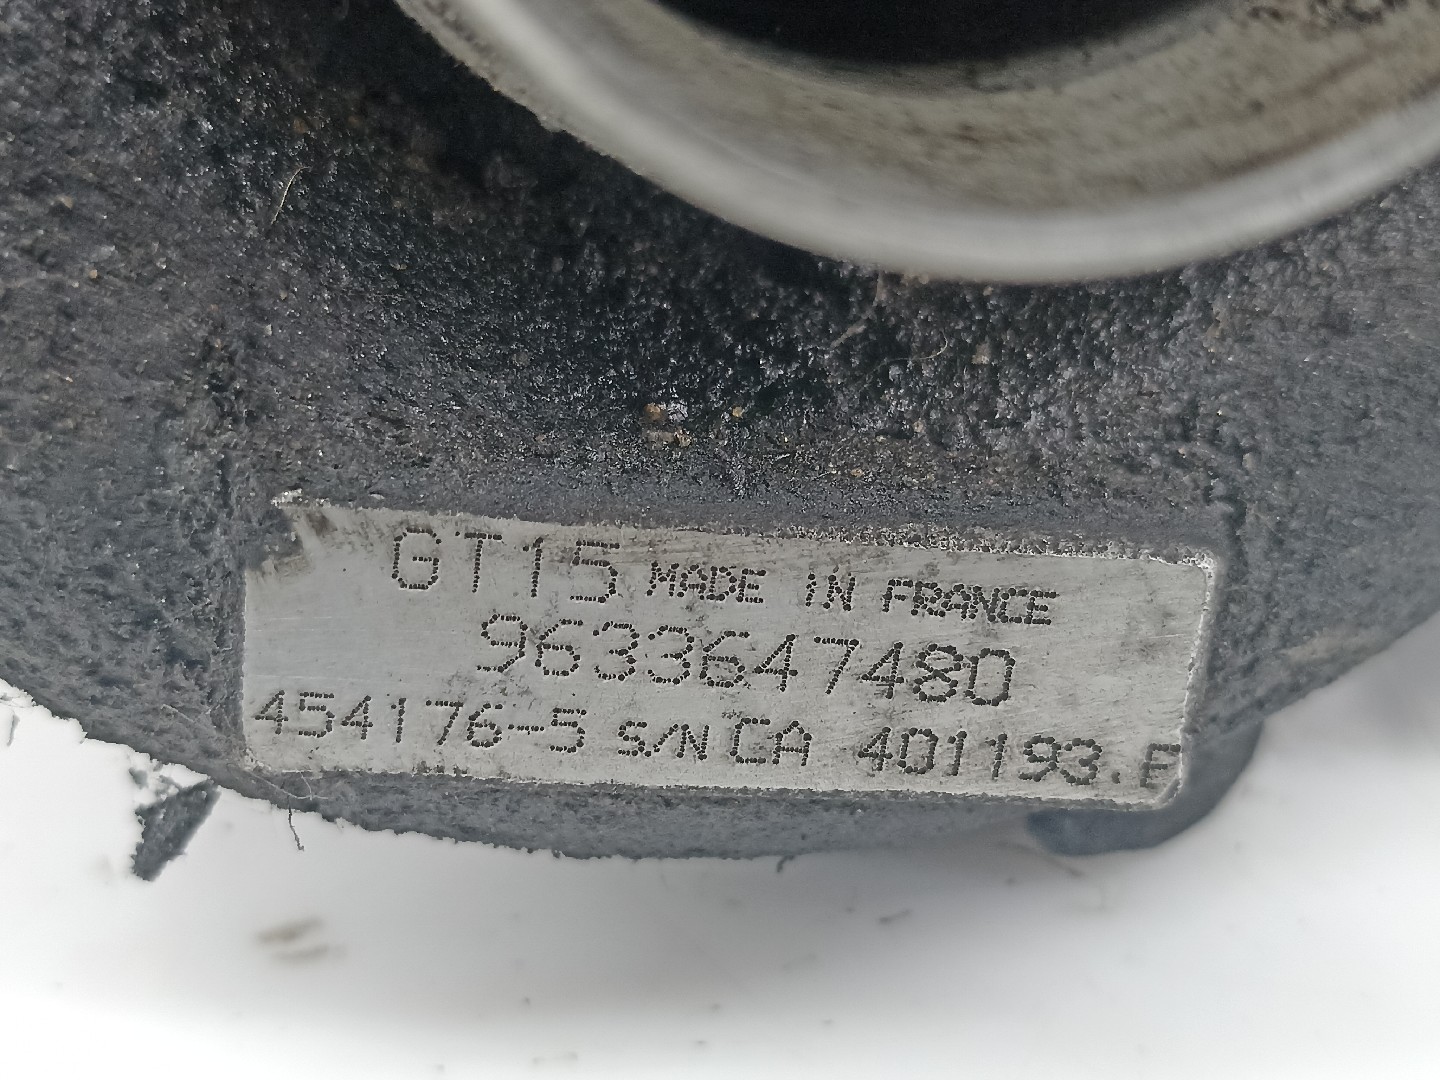 GT15 MADE IN FRANCE
9633647480
454176-5 S/N CA 401193.E